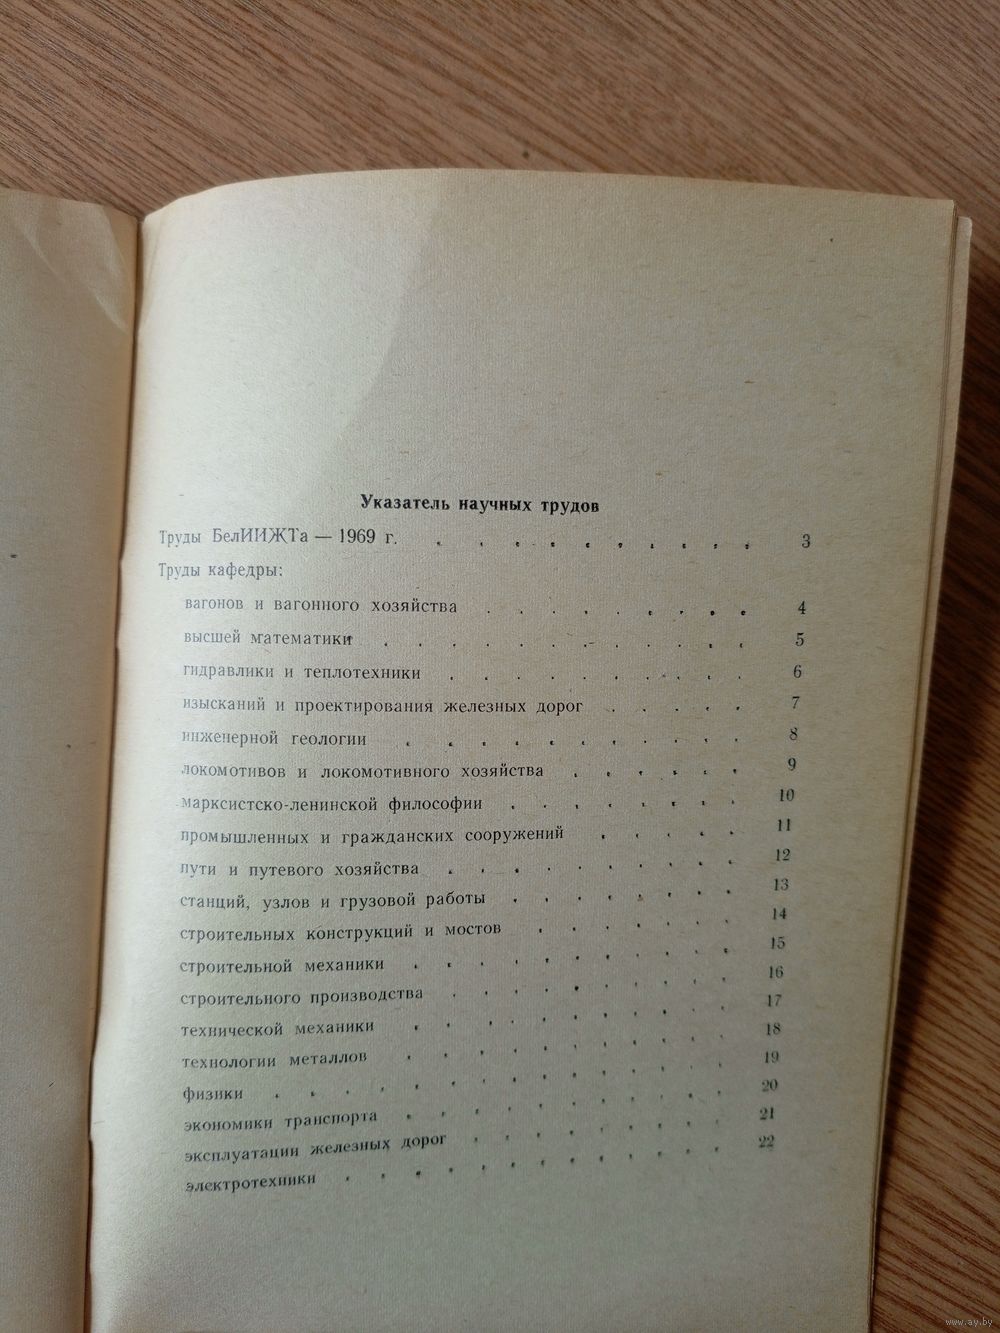 Указатель научных трудов
Труды БелИИЖТа — 1969 г. . . . . . . . . 3
Труды кафедры:
вагонов и вагонного хозяйства . . . . . . . . . 4
высшей математики . . . . . . . . . . . . 5
гидравлики и теплотехники . . . . . . . . . . 6
изысканий и проектирования железных дорог . . . . . 7
инженерной геологии . . . . . . . . . . . 8
локомотивов и локомотивного хозяйства . . . . . . 9
марксистско-ленинской философии . . . . . . . . 10
промышленных и гражданских сооружений . . . . . 11
пути и путевого хозяйства . . . . . . . . . 12
станций, узлов и грузовой работы . . . . . . . . 13
строительных конструкций и мостов . . . . . . . 14
строительной механики . . . . . . . . . . . 15
строительного производства . . . . . . . . . . 16
технической механики . . . . . . . . . . . 17
технологии металлов . . . . . . . . . . . 18
физики . . . . . . . . . . . . . . 19
экономики транспорта . . . . . . . . . . . 20
эксплуатации железных дорог . . . . . . . . . 21
электротехники . . . . . . . . . . . . 22
www.ay.by